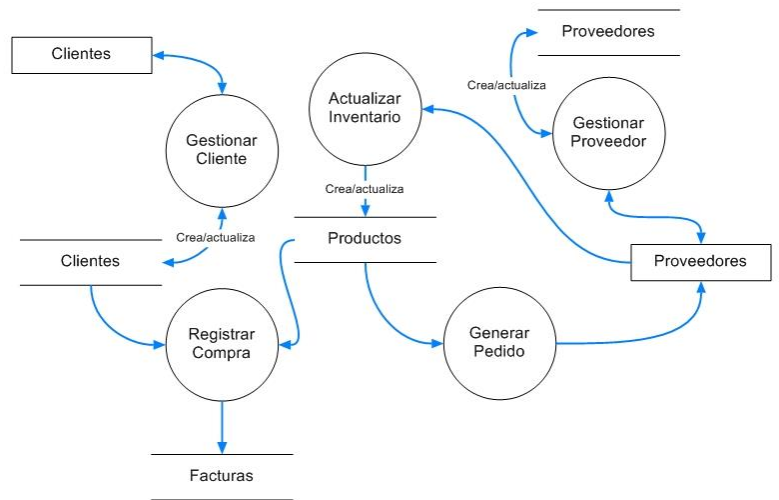 Proveedores
Clientes
Crea/actualiza
Actualizar
Inventario
Gestionar
Proveedor
Gestionar
Cliente
Crea/actualiza
Crea/actualiza
Productos
Clientes
Proveedores
Registrar
Compra
Generar
Pedido
Facturas